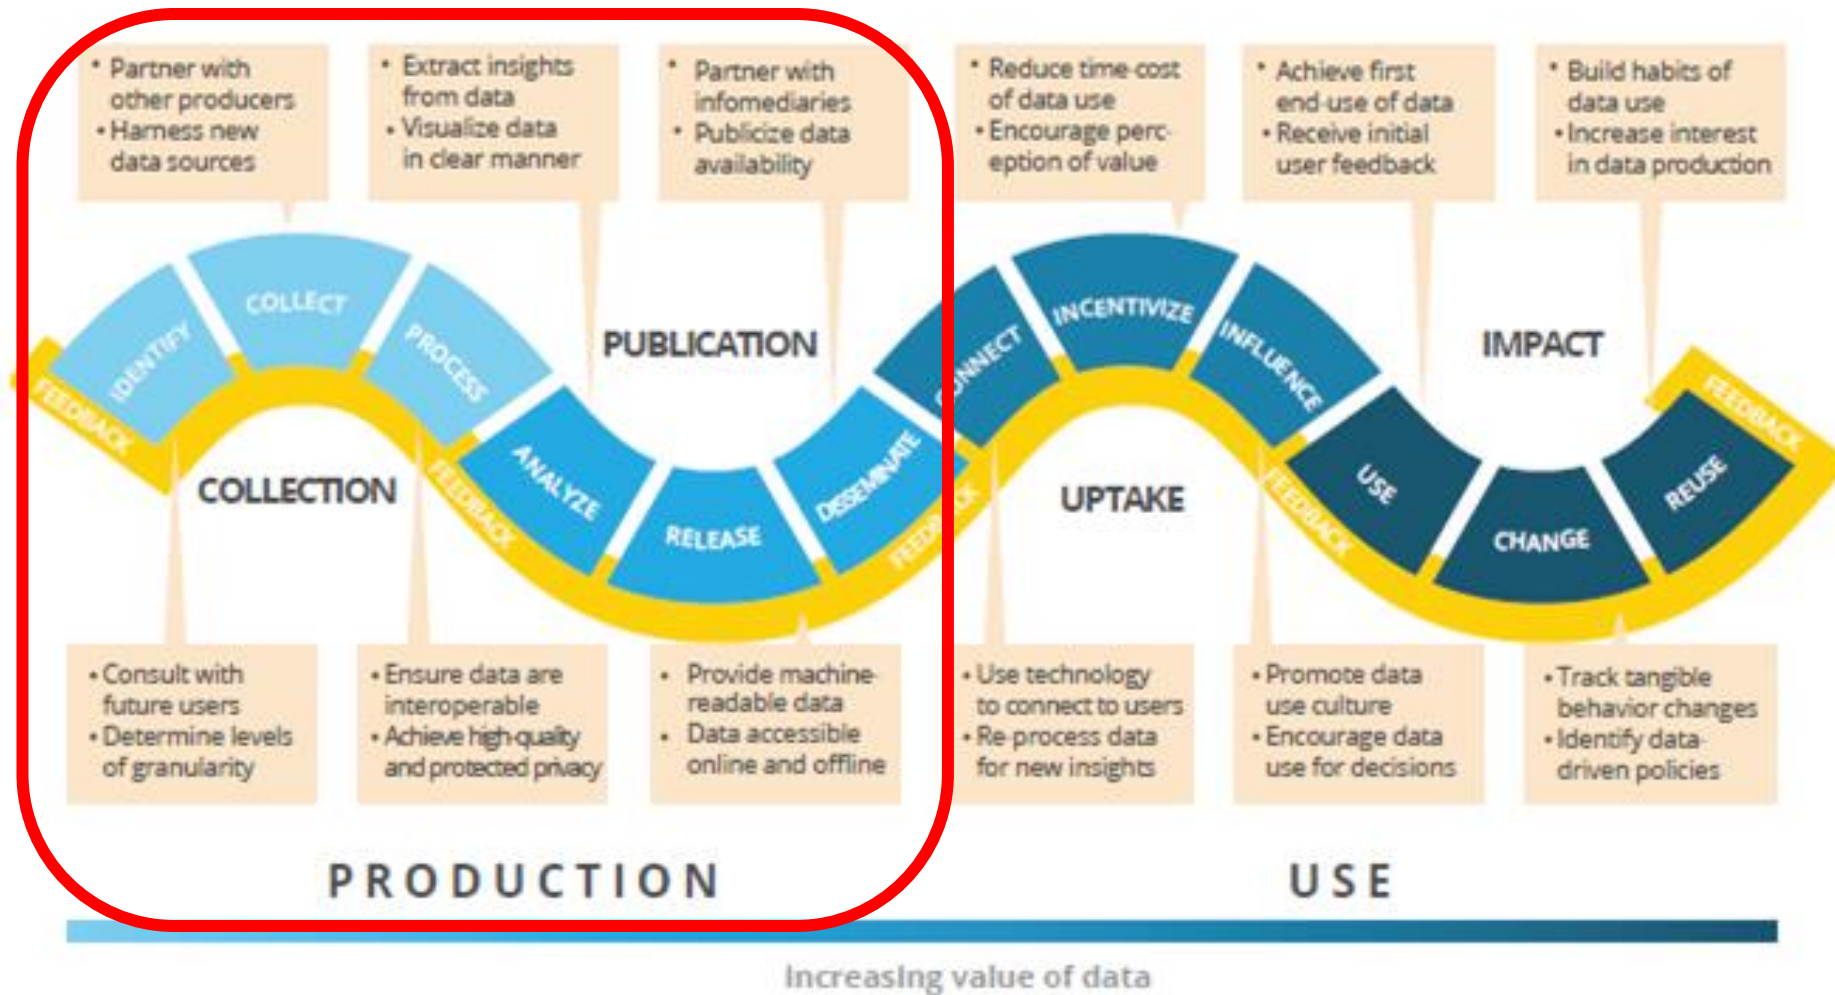 • Partner with
other producers
• Harness new
data sources
• Extract insights
from data
• Visualize data
in clear manner
• Partner with
infomediaries
• Publicize data
availability
• Reduce time-cost
of data use
• Encourage perc-
eption of value
• Achieve first
end-use of data
• Receive initial
user feedback
• Build habits of
data use
• Increase interest
in data production
IDENTIFY
COLLECT
PROCESS
ANALYZE
RELEASE
DISSEMINATE
CONNECT
INCENTIVIZE
INFLUENCE
USE
CHANGE
REUSE
FEEDBACK
FEEDBACK
FEEDBACK
FEEDBACK
FEEDBACK
COLLECTION
PUBLICATION
UPTAKE
IMPACT
• Consult with
future users
• Determine levels
of granularity
• Ensure data are
interoperable
• Achieve high-quality
and protected privacy
• Provide machine-
readable data
• Data accessible
online and offline
• Use technology
to connect to users
• Re-process data
for new insights
• Promote data
use culture
• Encourage data
use for decisions
• Track tangible
behavior changes
• Identify data-
driven policies
PRODUCTION
USE
Increasing value of data